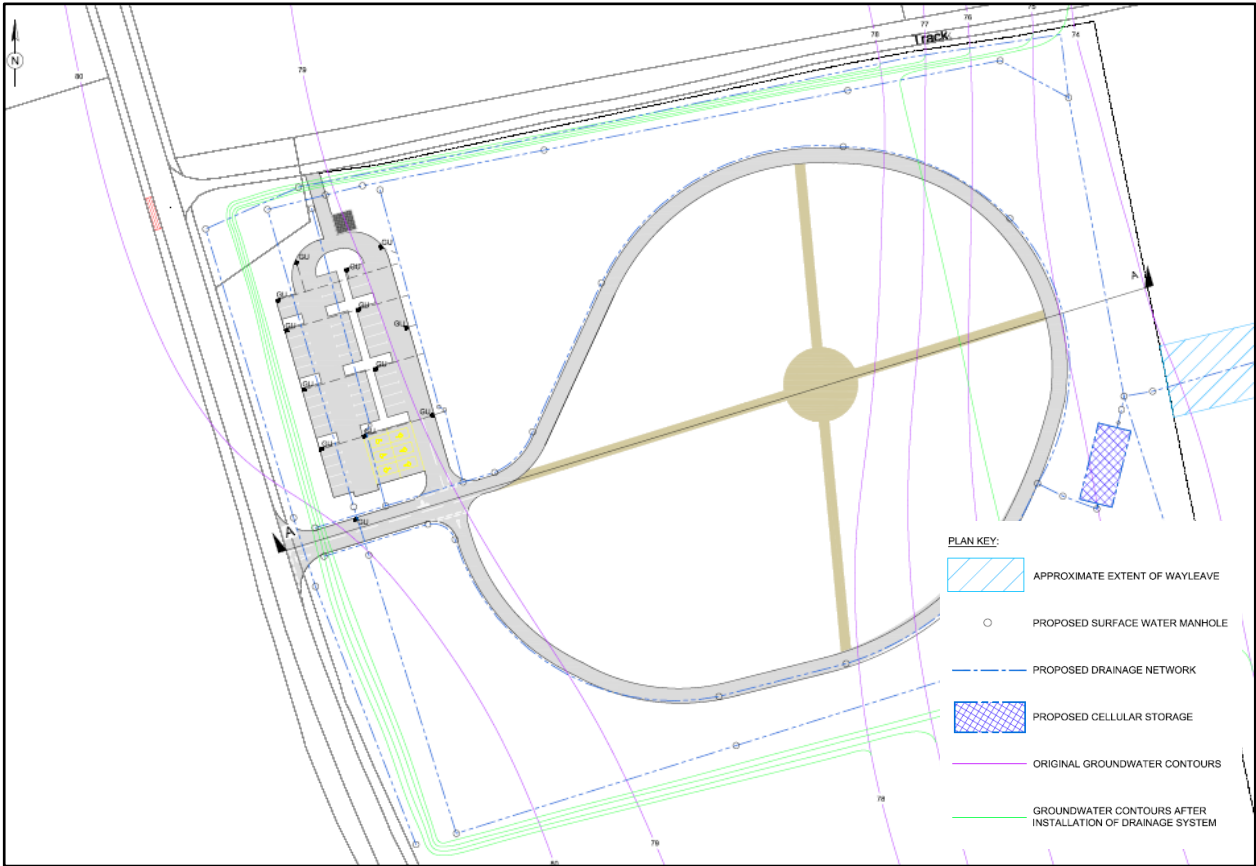 75
76
77
78
74
Track
N
80
79
GU
GU
GU
GU
GU
GU
GU
GU
GU
GU
GU
GU
A
A
PLAN KEY:
APPROXIMATE EXTENT OF WAYLEAVE
PROPOSED SURFACE WATER MANHOLE
PROPOSED DRAINAGE NETWORK
PROPOSED CELLULAR STORAGE
ORIGINAL GROUNDWATER CONTOURS
GROUNDWATER CONTOURS AFTER
INSTALLATION OF DRAINAGE SYSTEM
78
79
80